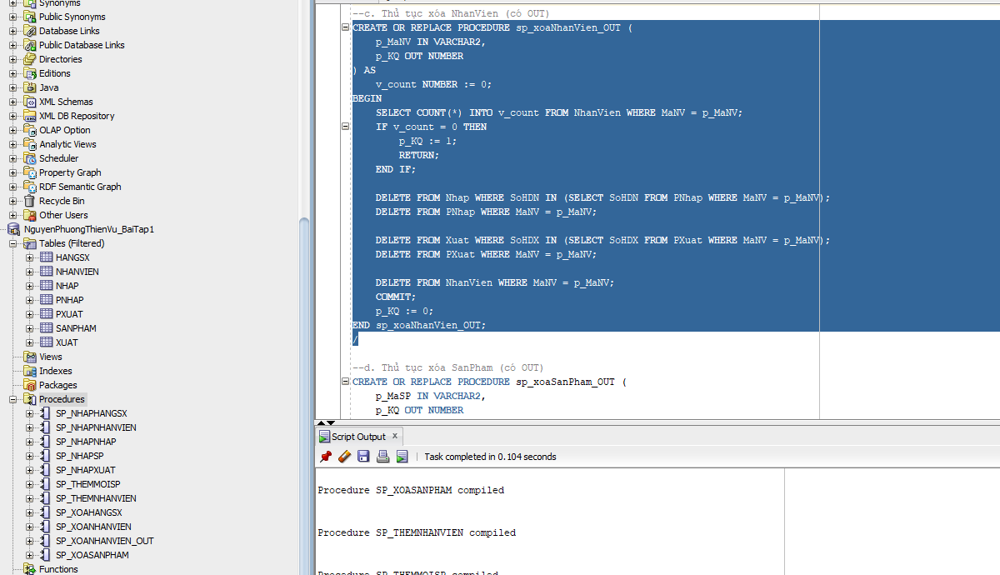 Synonyms
Public Synonyms
Database Links
Public Database Links
Directories
Editions
Java
XML Schemas
XML DB Repository
OLAP Option
Analytic Views
Scheduler
Property Graph
RDF Semantic Graph
Recycle Bin
Other Users
NguyenPhuongThienVu_BaiTap1
Tables (Filtered)
HANGSX
NHANVIEN
NHAP
PNHAP
PXUAT
SANPHAM
XUAT
Views
Indexes
Packages
Procedures
SP_NHAPHANGSX
SP_NHAPNHANVIEN
SP_NHAPNHAP
SP_NHAPSP
SP_NHAPXUAT
SP_THEMMOISP
SP_THEMNHANVIEN
SP_XOAHANGSX
SP_XOANHANVIEN
SP_XOANHANVIEN_OUT
SP_XOASANPHAM
Functions
--c. Thủ tục xóa NhanVien (có OUT)
CREATE OR REPLACE PROCEDURE sp_xoaNhanVien_OUT (
p_MaNV IN VARCHAR2,
p_KQ OUT NUMBER
) AS
v_count NUMBER := 0;
BEGIN
SELECT COUNT(*) INTO v_count FROM NhanVien WHERE MaNV = p_MaNV;
IF v_count = 0 THEN
p_KQ := 1;
RETURN;
END IF;
DELETE FROM Nhap WHERE SoHDN IN (SELECT SoHDN FROM PNhap WHERE MaNV = p_MaNV);
DELETE FROM PNhap WHERE MaNV = p_MaNV;
DELETE FROM Xuat WHERE SoHDX IN (SELECT SoHDX FROM PXuat WHERE MaNV = p_MaNV);
DELETE FROM PXuat WHERE MaNV = p_MaNV;
DELETE FROM NhanVien WHERE MaNV = p_MaNV;
COMMIT;
p_KQ := 0;
END sp_xoaNhanVien_OUT;
/
--d. Thủ tục xóa SanPham (có OUT)
CREATE OR REPLACE PROCEDURE sp_xoaSanPham_OUT (
p_MaSP IN VARCHAR2,
p_KQ OUT NUMBER
Script Output x
Task completed in 0.104 seconds
Procedure SP_XOASANPHAM compiled
Procedure SP_THEMNHANVIEN compiled
Procedure SP_THEMMOISP compiled